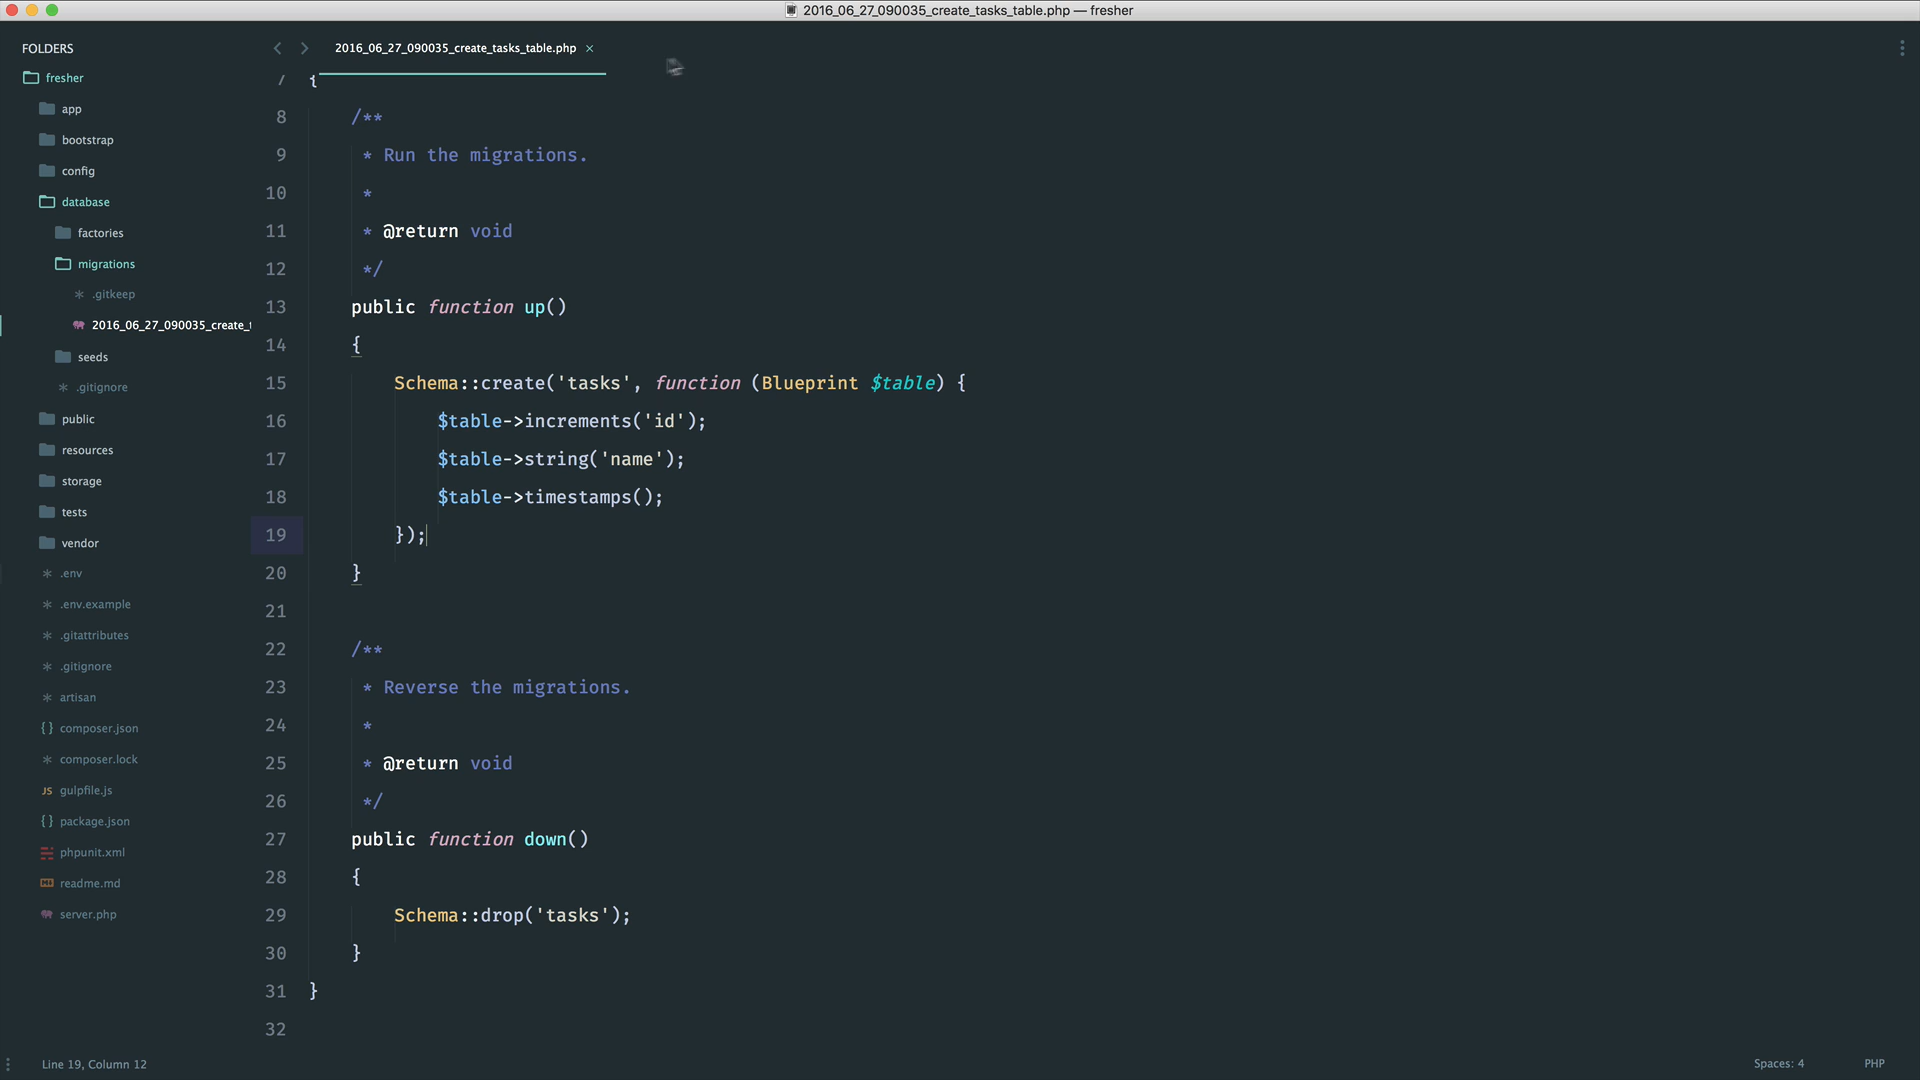 2016_06_27_090035_create_tasks_table.php — fresher
FOLDERS
fresher
app
bootstrap
config
database
factories
migrations
.gitkeep
2016_06_27_090035_create_t
seeds
.gitignore
public
resources
storage
tests
vendor
.env
.env.example
.gitattributes
.gitignore
artisan
composer.json
composer.lock
gulpfile.js
package.json
phpunit.xml
readme.md
server.php
2016_06_27_090035_create_tasks_table.php ×
7 {
8 /**
9 * Run the migrations.
10 *
11 * @return void
12 */
13 public function up()
14 {
15 Schema::create('tasks', function (Blueprint $table) {
16 $table->increments('id');
17 $table->string('name');
18 $table->timestamps();
19 });
20 }
21
22 /**
23 * Reverse the migrations.
24 *
25 * @return void
26 */
27 public function down()
28 {
29 Schema::drop('tasks');
30 }
31 }
32
Line 19, Column 12
Spaces: 4
PHP